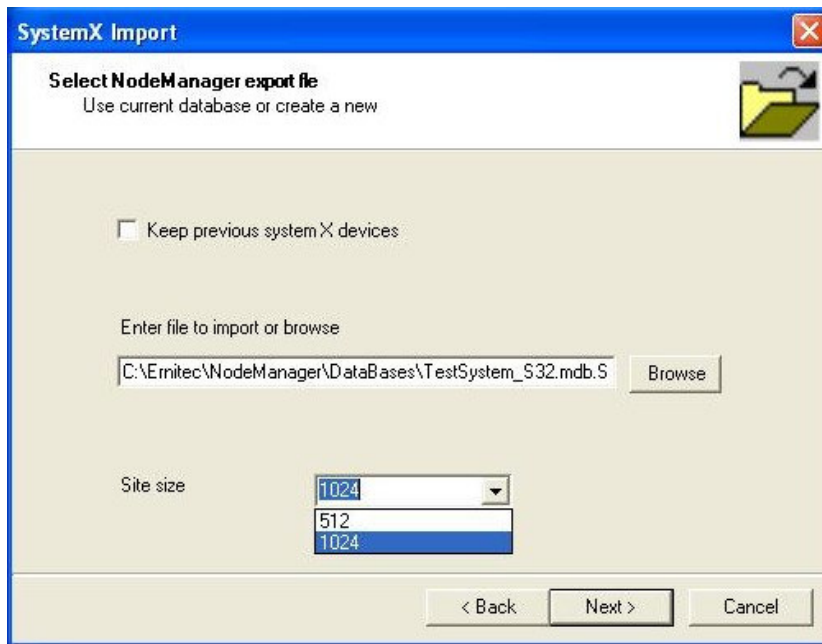 SystemX Import
Select NodeManager export file
Use current database or create a new
Keep previous system X devices
Enter file to import or browse
C:\Ernitec\NodeManager\DataBases\TestSystem_S32.mdb.S
Browse
Site size
1024
512
1024
< Back
Next >
Cancel